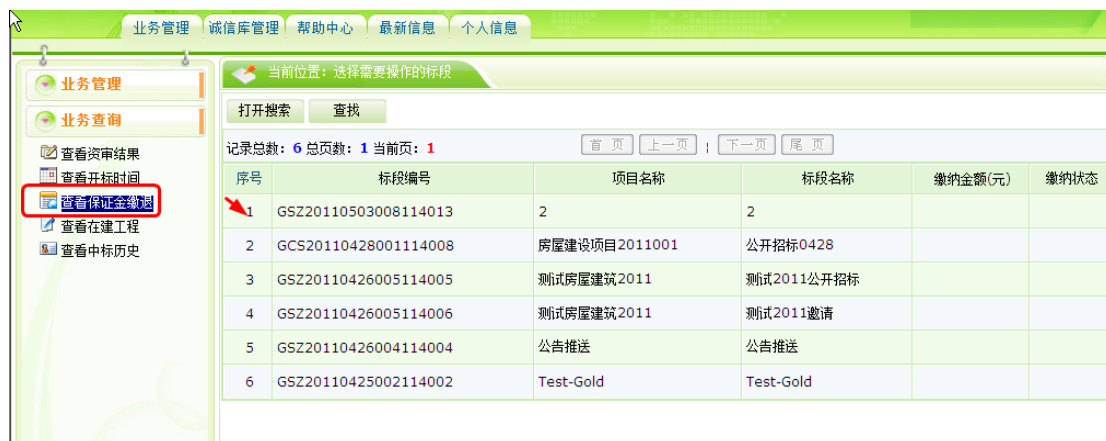 业务管理 诚信库管理 帮助中心 最新信息 个人信息
业务管理
业务查询
查看资审结果
查看开标时间
查看保证金缴退
查看在建工程
查看中标历史
当前位置：选择需要操作的标段
打开搜索 查找
记录总数：6 总页数：1 当前页：1 首 页 上一页 | 下一页 尾 页
序号 标段编号 项目名称 标段名称 缴纳金额(元) 缴纳状态
1 GSZ20110503008114013 2 2
2 GCS20110428001114008 房屋建设项目2011001 公开招标0428
3 GSZ20110426005114005 测试房屋建筑2011 测试2011公开招标
4 GSZ20110426005114006 测试房屋建筑2011 测试2011邀请
5 GSZ20110426004114004 公告推送 公告推送
6 GSZ20110425002114002 Test-Gold Test-Gold